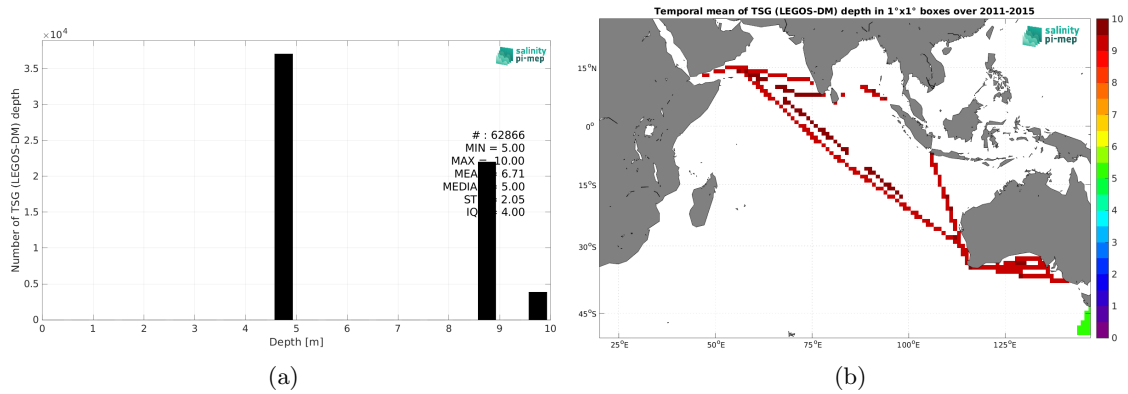 ×10⁴
salinity
pi-mep
3.5
3
2.5
2
1.5
1
0.5
0
Number of TSG (LEGOS-DM) depth
# : 62866
MIN = 5.00
MAX = 10.00
6.71
5.00
= 2.05
= 4.00
0 1 2 3 4 5 6 7 8 9 10
Depth [m]
(a)
Temporal mean of TSG (LEGOS-DM) depth in 1°x1° boxes over 2011-2015
salinity
pi-mep
15°N
0°
15°S
30°S
45°S
25°E 50°E 75°E 100°E 125°E
10
9
8
7
6
5
4
3
2
1
0
(b)